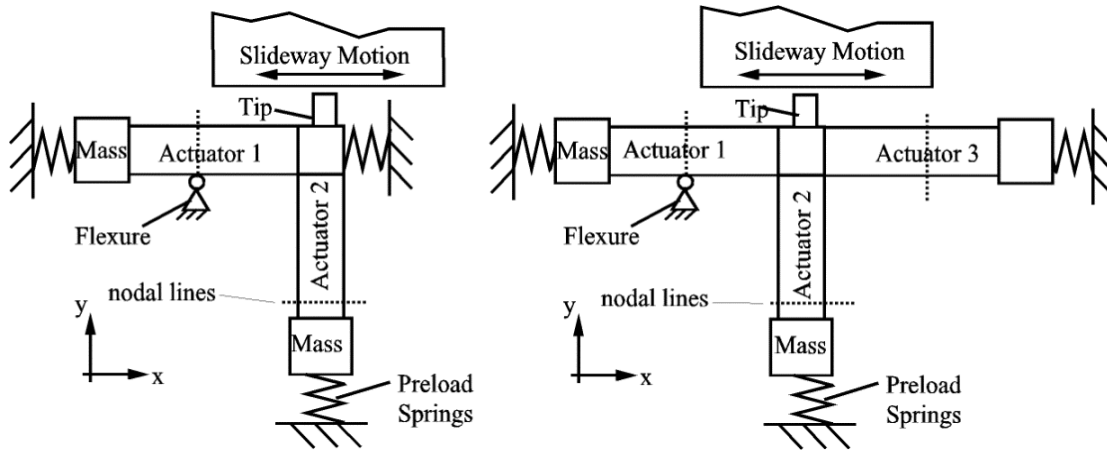 Slideway Motion
Tip
Mass
Actuator 1
Actuator 2
Flexure
nodal lines
y
x
Mass
Preload
Springs
Slideway Motion
Tip
Mass
Actuator 1
Actuator 3
Actuator 2
Flexure
nodal lines
y
x
Mass
Preload
Springs